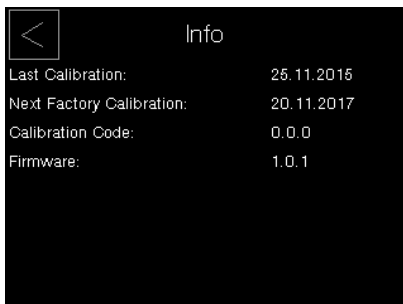 Info
Last Calibration: 25.11.2015
Next Factory Calibration: 20.11.2017
Calibration Code: 0.0.0
Firmware: 1.0.1